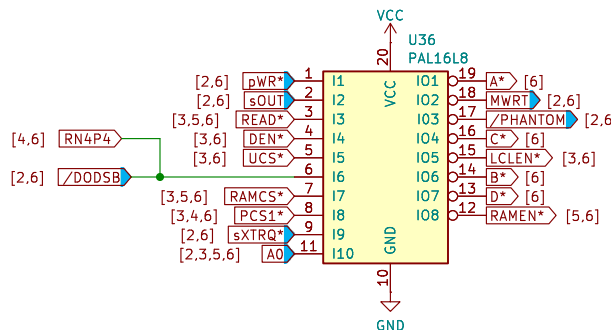 VCC
U36
PAL16L8
20
VCC
[2,6] pWR* 1 I1 IO1 19 A* [6]
[2,6] sOUT 2 I2 IO2 18 MWRT [2,6]
[3,5,6] READ* 3 I3 IO3 17 /PHANTOM [2,6
[4,6] RN4P4
[3,6] DEN* 4 I4 IO4 16 C* [6]
[3,6] UCS* 5 I5 IO5 15 LCLEN* [3,6]
[2,6] /DODSB 6 I6 IO6 14 B* [6]
[3,5,6] RAMCS* 7 I7 IO7 13 D* [6]
[3,4,6] PCS1* 8 I8 IO8 12 RAMEN* [5,6]
[2,6] sXTRQ* 9 I9
[2,3,5,6] A0 11 I10
GND
10
GND